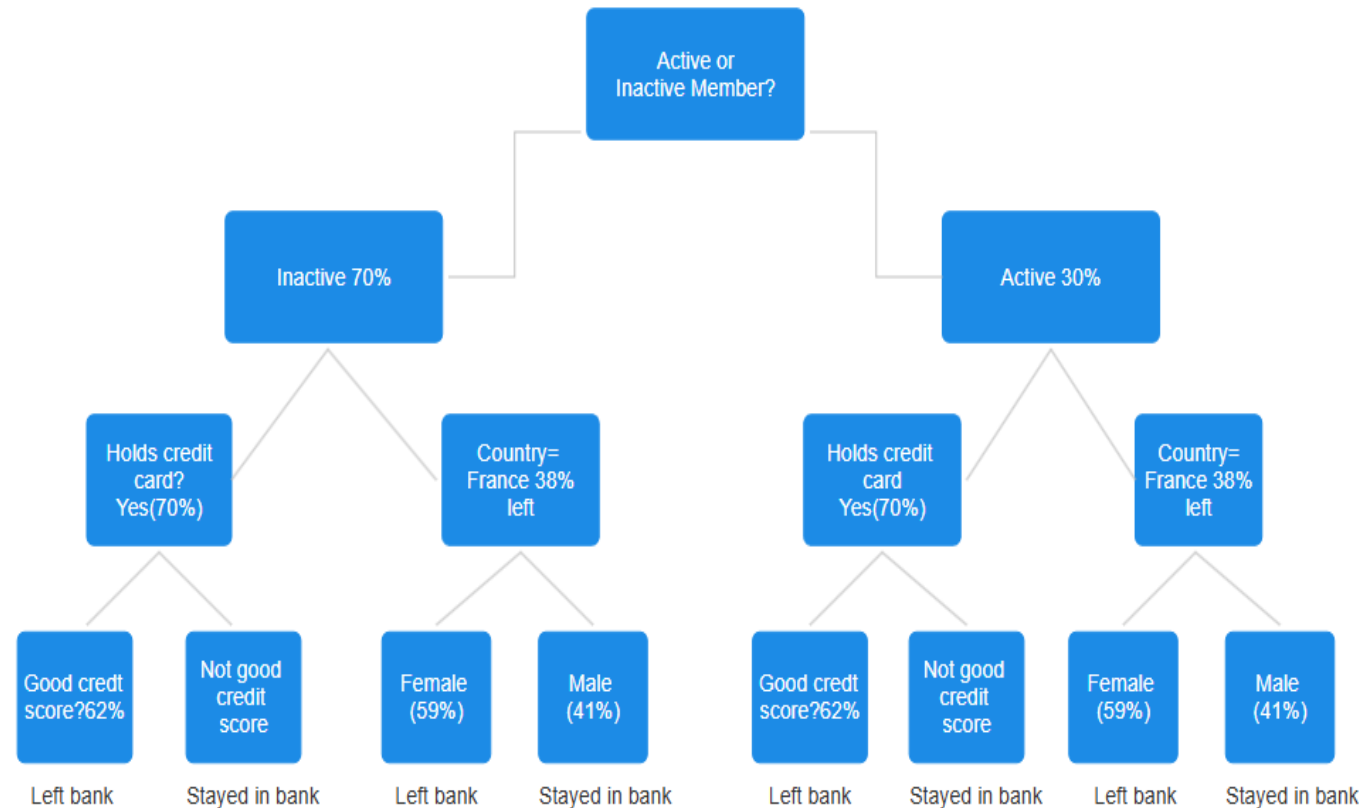 Active or
Inactive Member?
Inactive 70%
Active 30%
Holds credit
card?
Yes(70%)
Country=
France 38%
left
Holds credit
card
Yes(70%)
Country=
France 38%
left
Good credt
score?62%
Not good
credit
score
Female
(59%)
Male
(41%)
Good credt
score?62%
Not good
credit
score
Female
(59%)
Male
(41%)
Left bank
Stayed in bank
Left bank
Stayed in bank
Left bank
Stayed in bank
Left bank
Stayed in bank